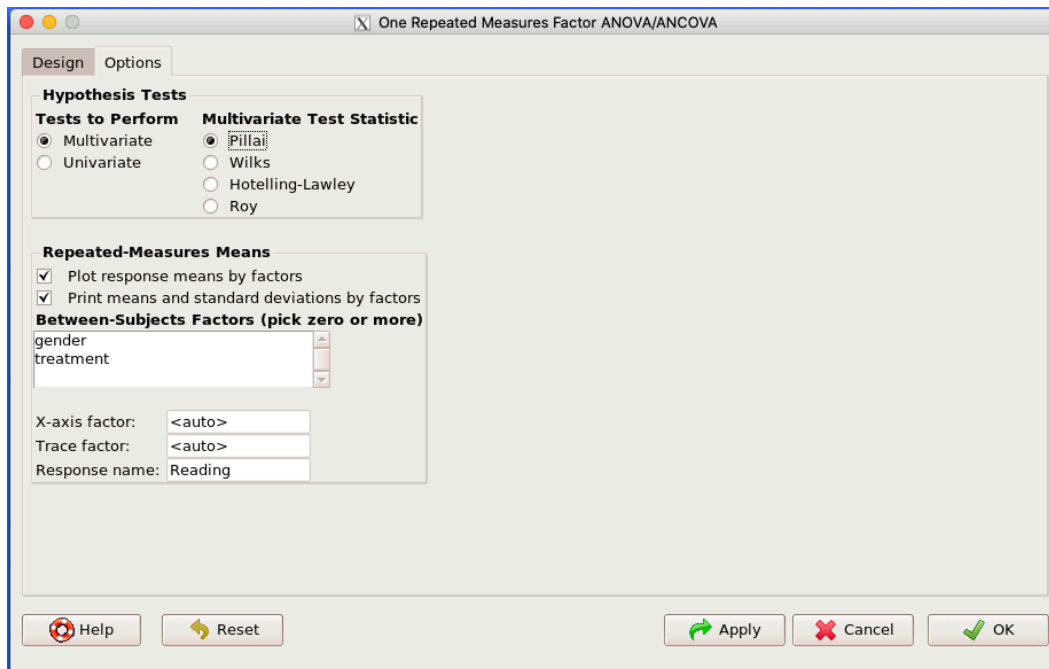 One Repeated Measures Factor ANOVA/ANCOVA
Design Options
Hypothesis Tests
Tests to Perform Multivariate Test Statistic
Multivariate Pillai
Univariate Wilks
Hotelling-Lawley
Roy
Repeated-Measures Means
Plot response means by factors
Print means and standard deviations by factors
Between-Subjects Factors (pick zero or more)
gender
treatment
X-axis factor: <auto>
Trace factor: <auto>
Response name: Reading
Help Reset Apply Cancel OK